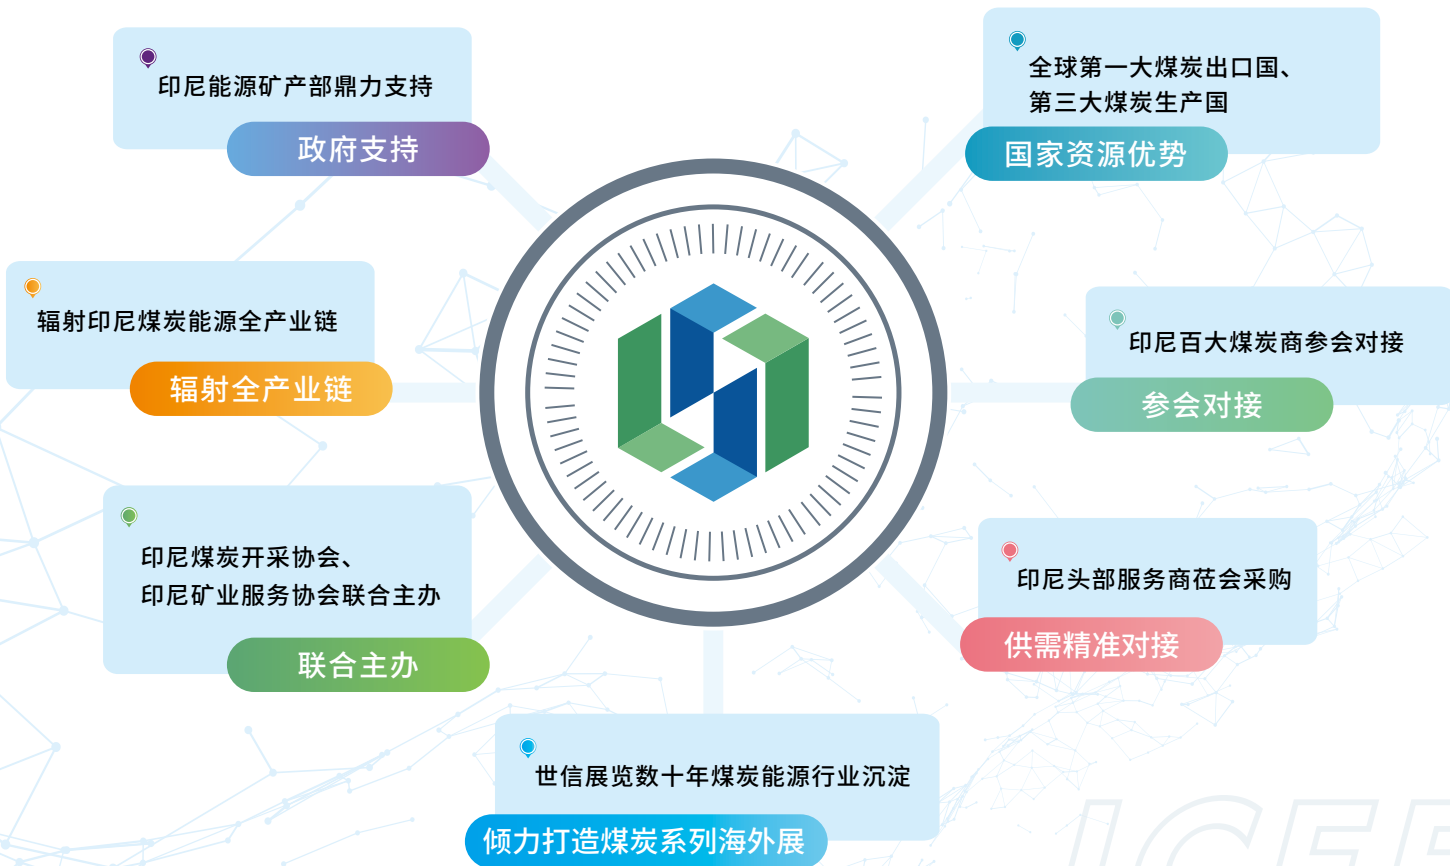 印尼能源矿产部鼎力支持
政府支持
全球第一大煤炭出口国、
第三大煤炭生产国
国家资源优势
辐射印尼煤炭能源全产业链
辐射全产业链
印尼百大煤炭商参会对接
参会对接
印尼煤炭开采协会、
印尼矿业服务协会联合主办
联合主办
印尼头部服务商莅会采购
供需精准对接
世信展览数十年煤炭能源行业沉淀
倾力打造煤炭系列海外展